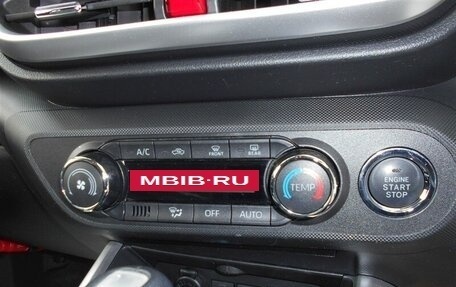 A/C
FRONT
REAR
MBIB-RU
TEMP
ENGINE
START
STOP
OFF
AUTO